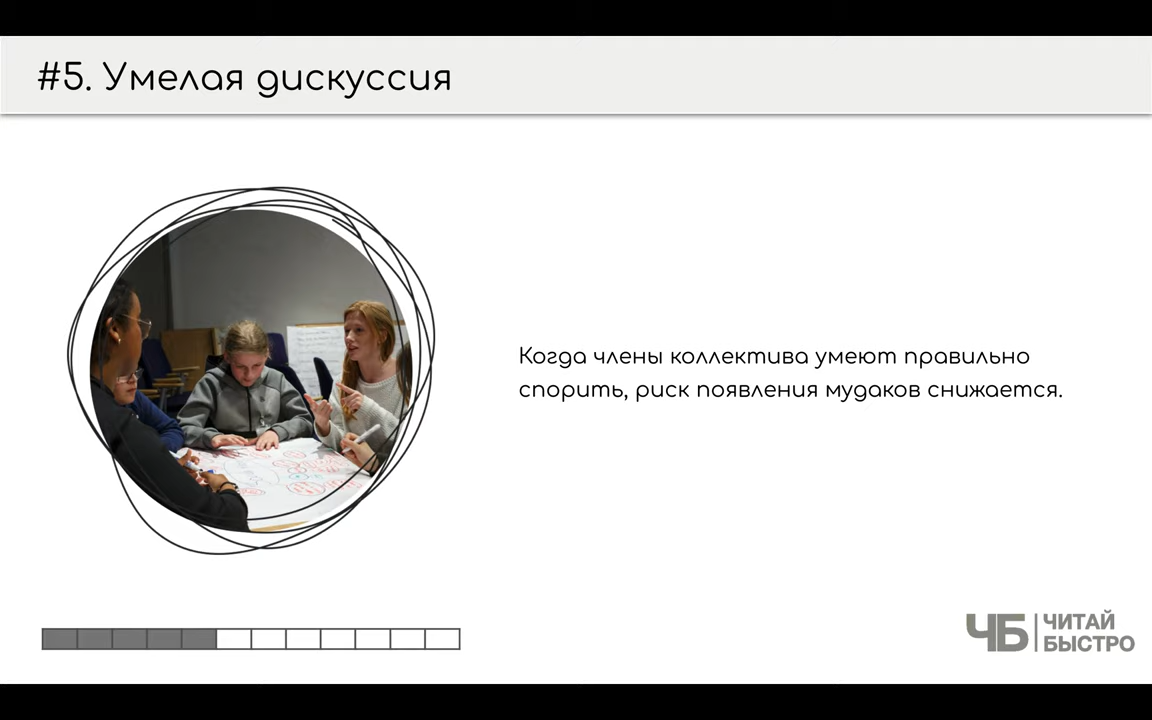 #5. Умелая дискуссия
Когда члены коллектива умеют правильно
спорить, риск появления мудаков снижается.
ЧБ
ЧИТАЙ
БЫСТРО